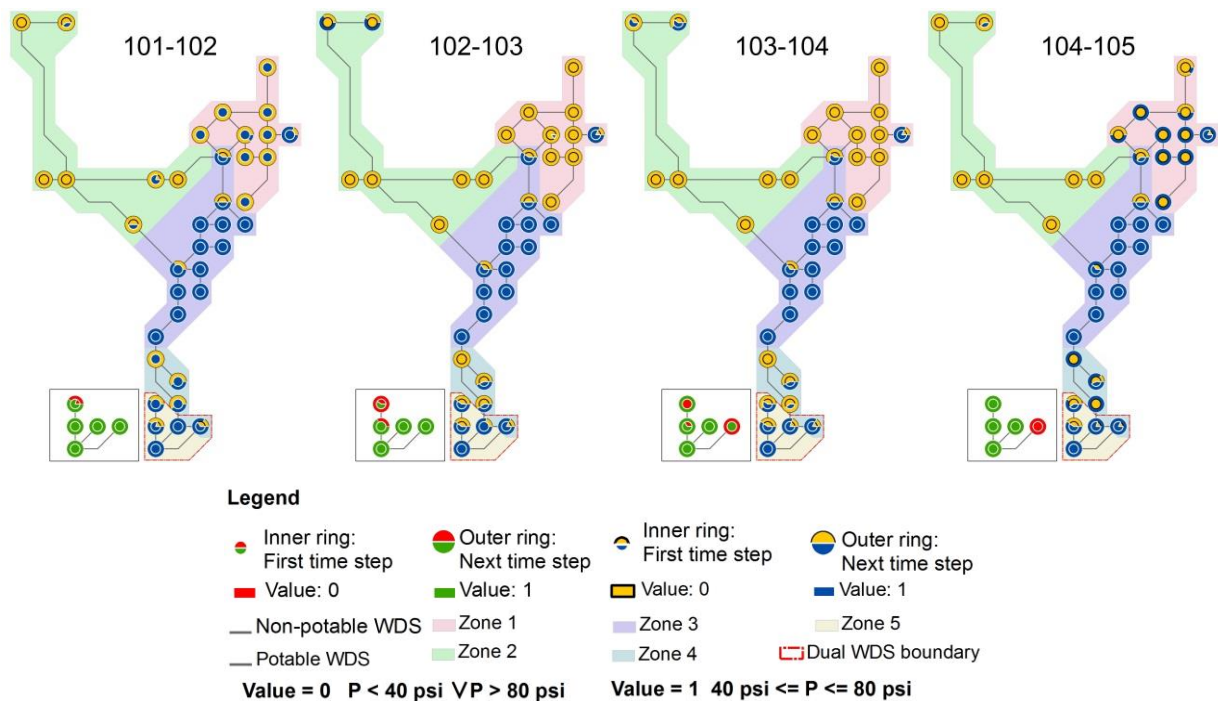 101-102 102-103 103-104 104-105
Legend
Inner ring: First time step
Outer ring: Next time step
Inner ring: First time step
Outer ring: Next time step
Value: 0 Value: 1 Value: 0 Value: 1
Non-potable WDS Zone 1 Zone 3 Zone 5
Potable WDS Zone 2 Zone 4 Dual WDS boundary
Value = 0 P < 40 psi ∨P > 80 psi Value = 1 40 psi <= P <= 80 psi